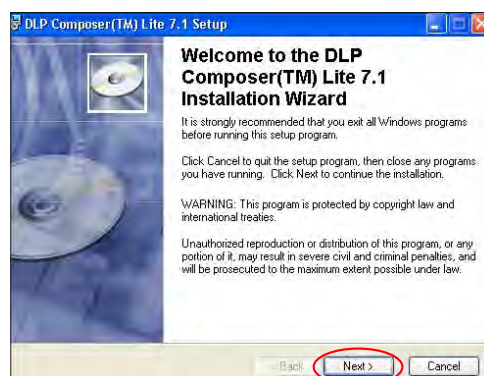 DLP Composer(TM) Lite 7.1 Setup
Welcome to the DLP
Composer(TM) Lite 7.1
Installation Wizard
It is strongly recommended that you exit all Windows programs
before running this setup program.
Click Cancel to quit the setup program, then close any programs
you have running. Click Next to continue the installation.
WARNING: This program is protected by copyright law and
international treaties.
Unauthorized reproduction or distribution of this program, or any
portion of it, may result in severe civil and criminal penalties, and
will be prosecuted to the maximum extent possible under law.
< Back Next > Cancel